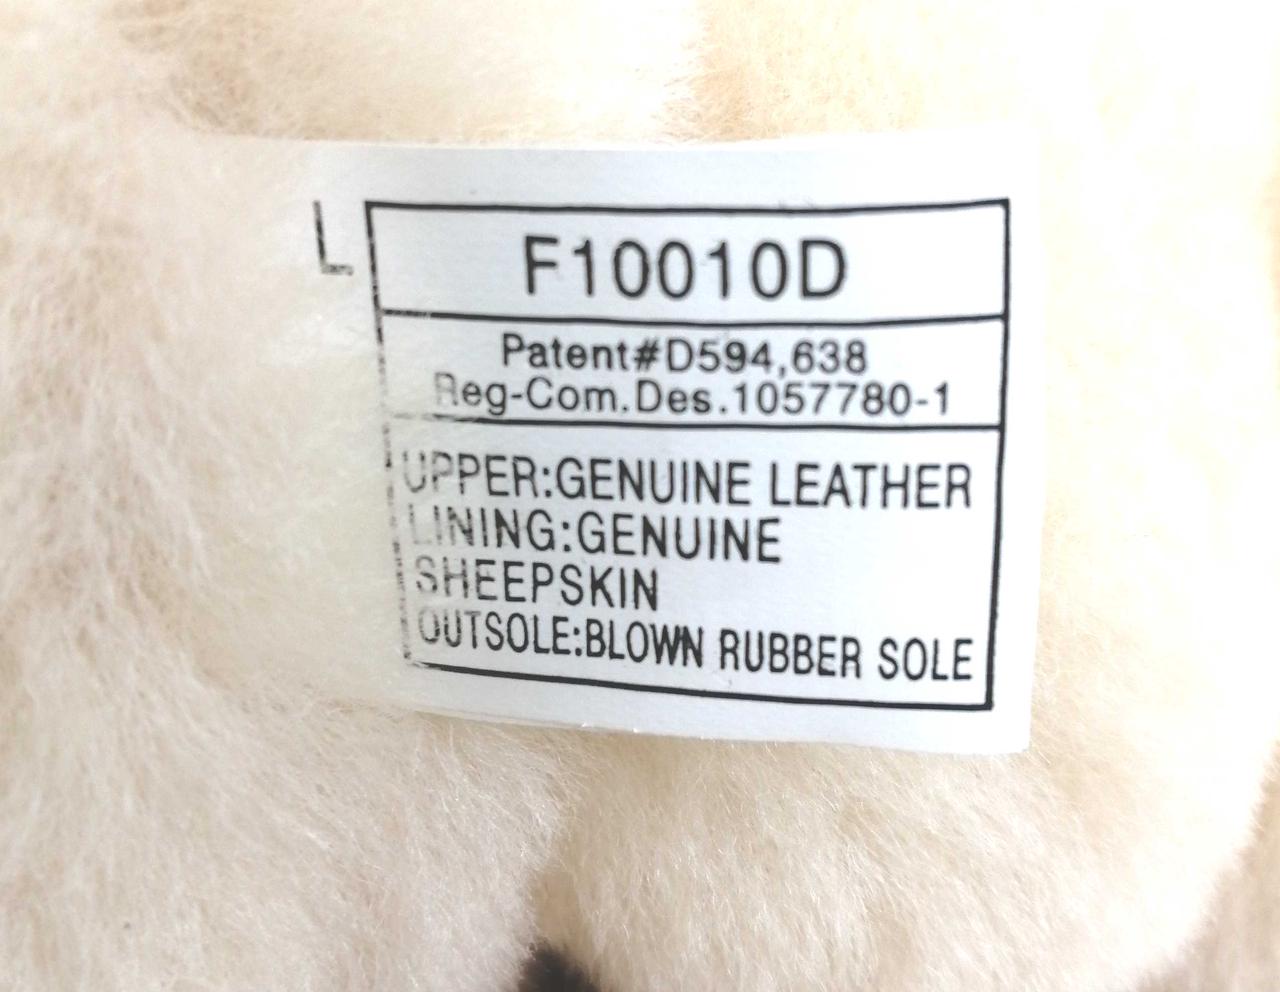 L
F10010D
Patent#D594,638
Reg-Com.Des.1057780-1
UPPER:GENUINE LEATHER
LINING:GENUINE
SHEEPSKIN
OUTSOLE:BLOWN RUBBER SOLE